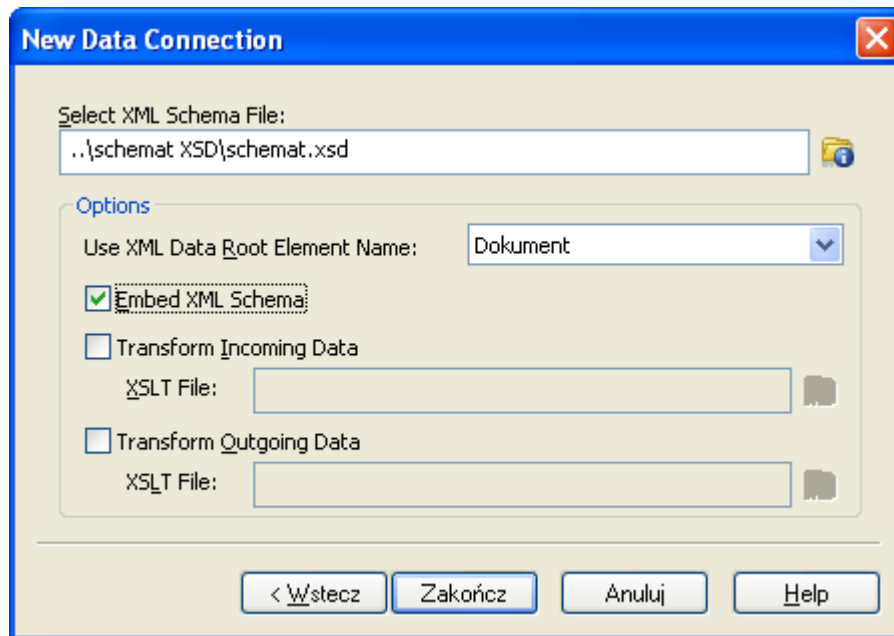 New Data Connection
Select XML Schema File:
..\schemat XSD\schemat.xsd
Options
Use XML Data Root Element Name: Dokument
Embed XML Schema
Transform Incoming Data
XSLT File:
Transform Outgoing Data
XSLT File:
< Wstecz Zakończ Anuluj Help